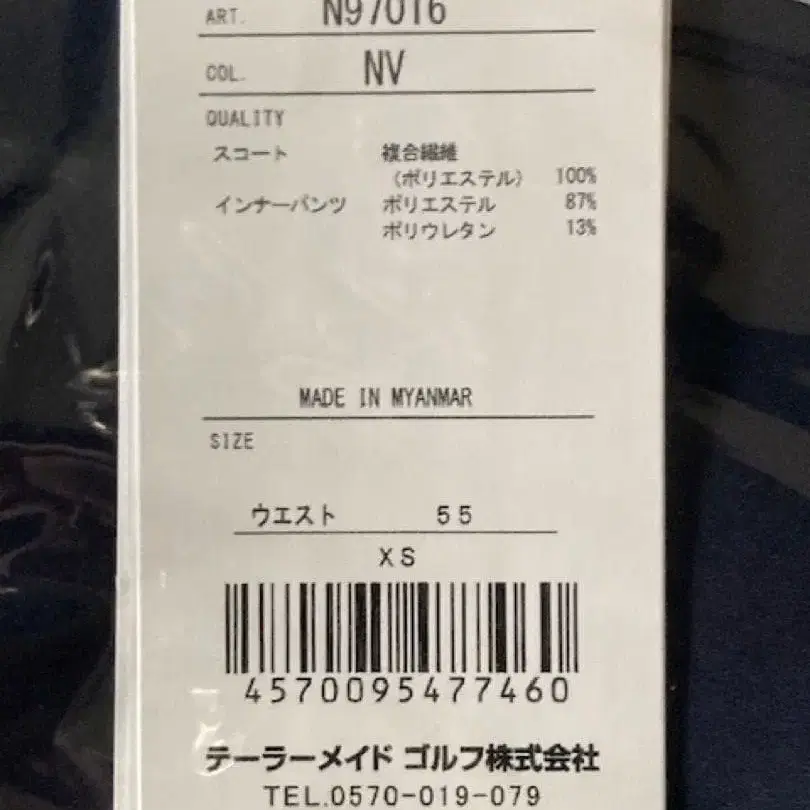 ART. N97016
COL. NV
QUALITY
スコート 複合繊維
(ポリエステル) 100%
インナーパンツ ポリエステル 87%
ポリウレタン 13%
MADE IN MYANMAR
SIZE
ウエスト 55
XS
4570095477460
テーラーメイド ゴルフ株式会社
TEL.0570-019-079